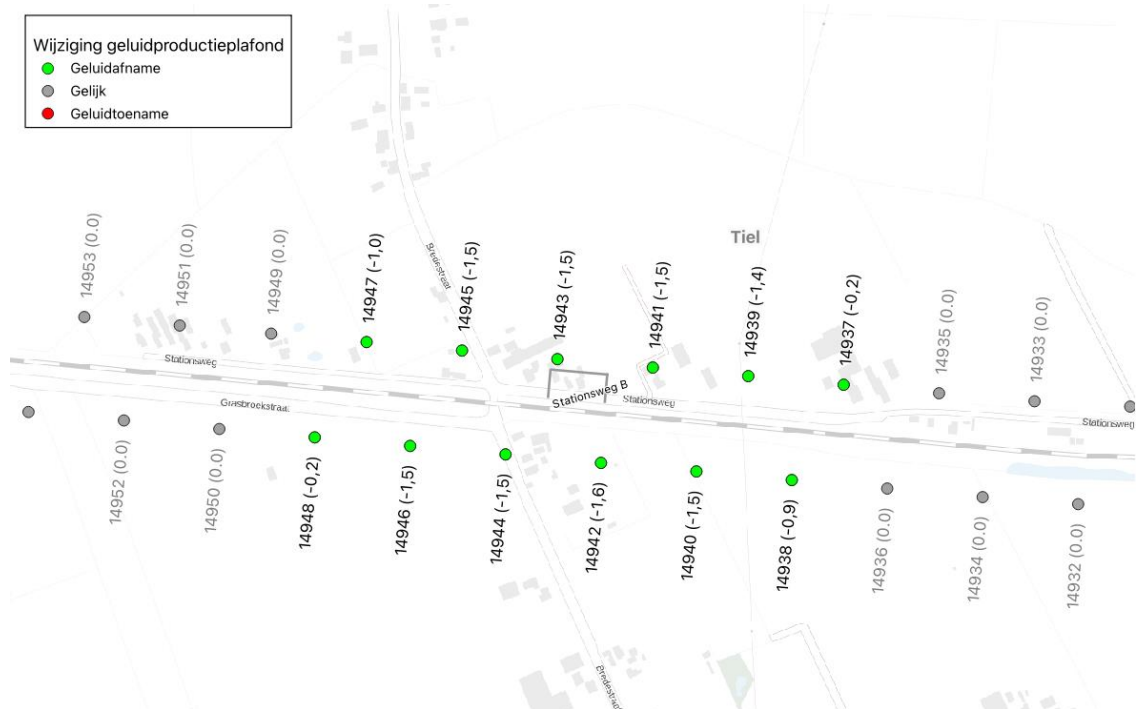 Wijziging geluidproductieplafond
Geluidafname
Gelijk
Geluidtoename
Tiel
14953 (0.0)
14951 (0.0)
14949 (0.0)
14947 (-1,0)
14945 (-1,5)
14943 (-1,5)
14941 (-1,5)
14939 (-1,4)
14937 (-0,2)
14935 (0.0)
14933 (0.0)
Bredestraat
Stationsweg
Stationsweg B
Stationsweg
Stationsweg
Grasbroekstraat
14952 (0.0)
14950 (0.0)
14948 (-0,2)
14946 (-1,5)
14944 (-1,5)
14942 (-1,6)
14940 (-1,5)
14938 (-0,9)
14936 (0.0)
14934 (0.0)
14932 (0.0)
Bredestraat